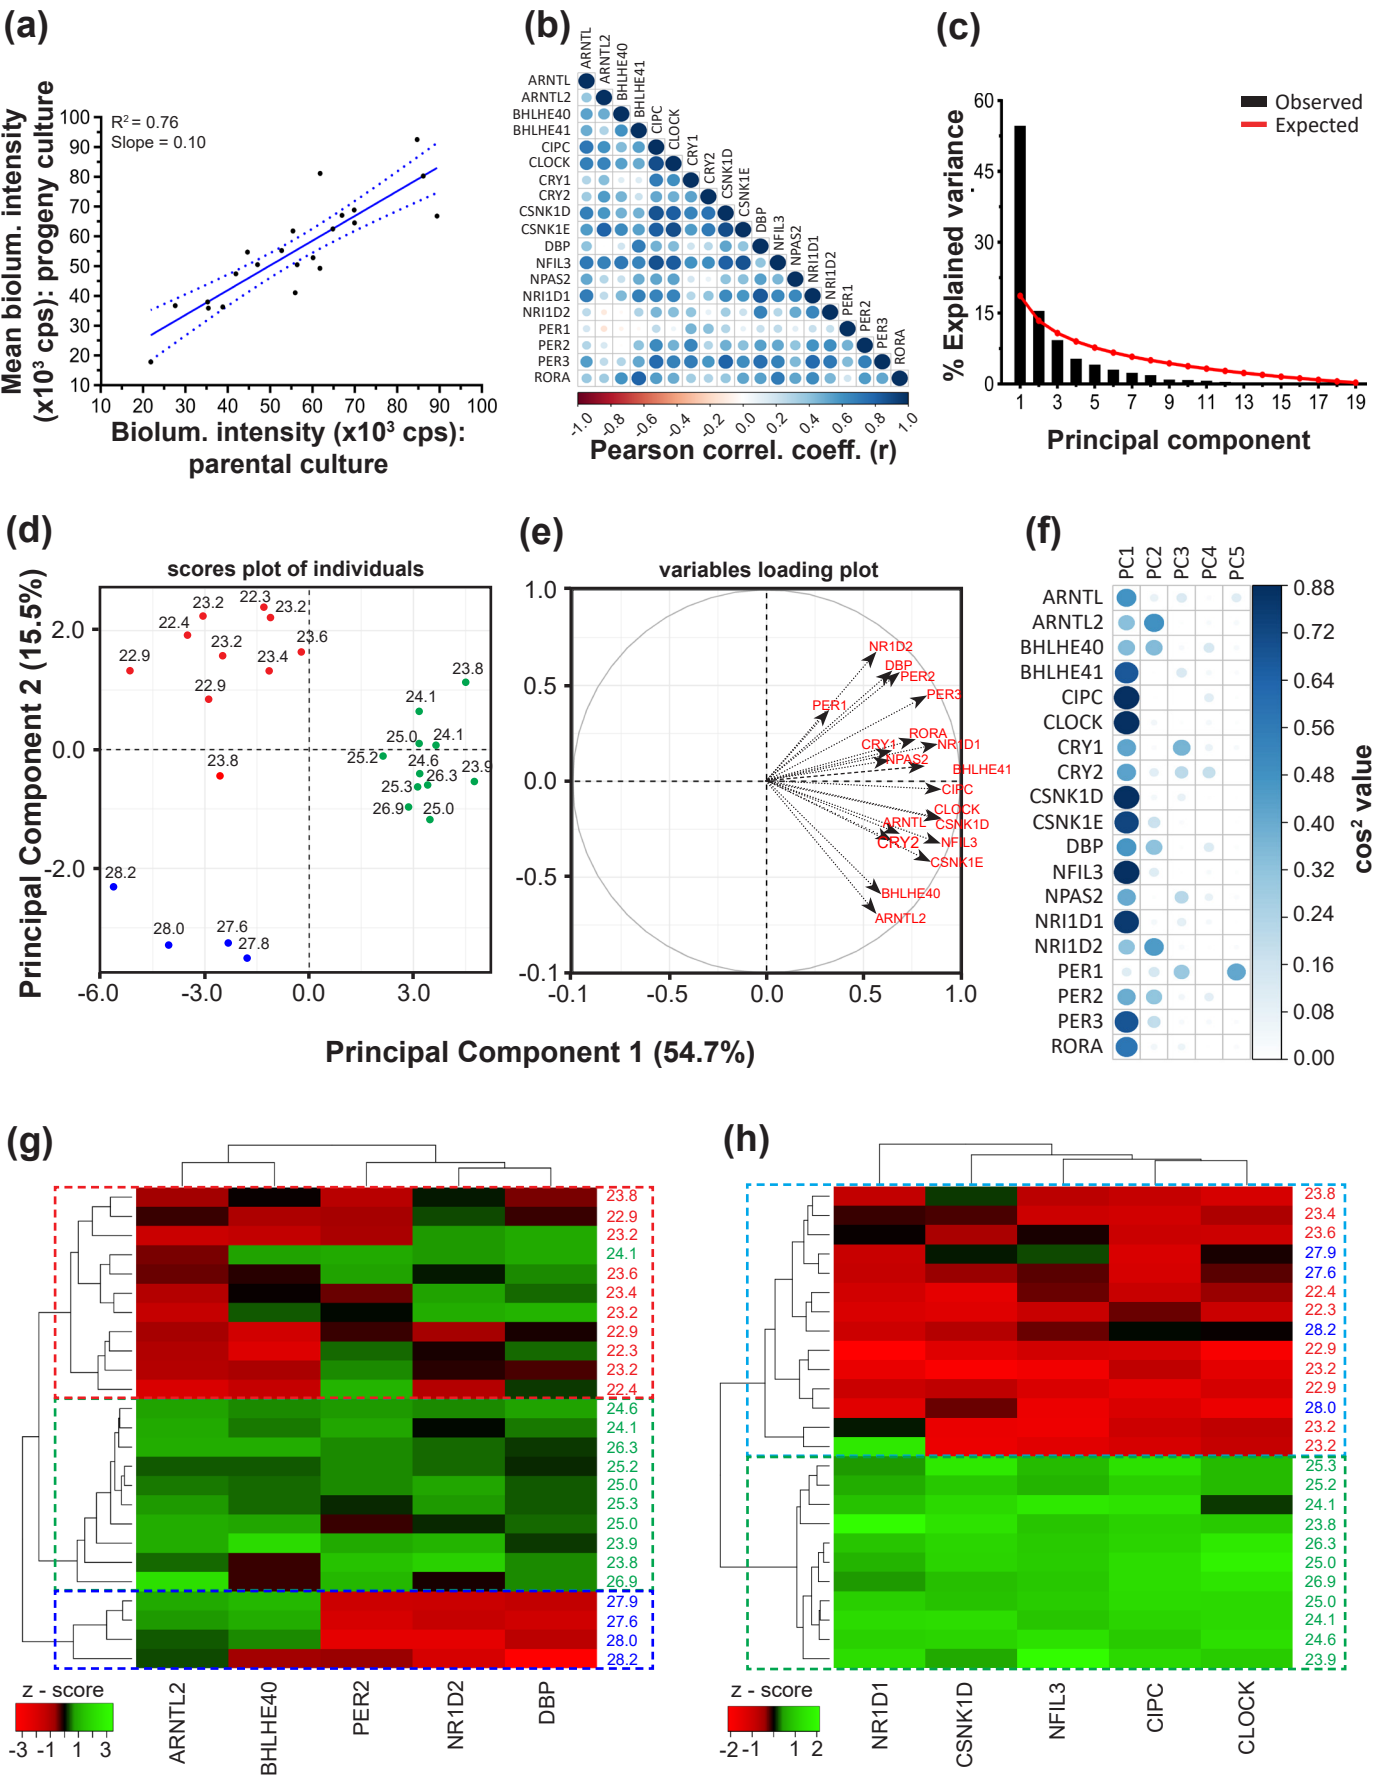 (a)
Mean biolum. intensity
(x10³ cps): progeny culture
R² = 0.76
Slope = 0.10
100
90
80
70
60
50
40
30
20
10
10 20 30 40 50 60 70 80 90 100
Biolum. intensity (x10³ cps):
parental culture
(b)
ARNTL
ARNTL2
BHLHE40
BHLHE41
CIPC
CLOCK
CRY1
CRY2
CSNK1D
CSNK1E
DBP
NFIL3
NPAS2
NRI1D1
NRI1D2
PER1
PER2
PER3
RORA
ARNTL
ARNTL2
BHLHE40
BHLHE41
CIPC
CLOCK
CRY1
CRY2
CSNK1D
CSNK1E
DBP
NFIL3
NPAS2
NRI1D1
NRI1D2
PER1
PER2
PER3
RORA
-1.0 -0.8 -0.6 -0.4 -0.2 0.0 0.2 0.4 0.6 0.8 1.0
Pearson correl. coeff. (r)
(c)
% Explained variance
60
45
30
15
0
Observed
Expected
1 3 5 7 9 11 13 15 17 19
Principal component
(d)
scores plot of individuals
Principal Component 2 (15.5%)
2.0
0.0
-2.0
22.3
23.2
23.2
22.4
23.2
23.6
22.9
23.4
23.8
22.9
24.1
25.0
24.1
25.2
23.8
24.6
26.3
23.9
25.3
26.9
25.0
28.2
28.0
27.6
27.8
-6.0 -3.0 0.0 3.0
(e)
variables loading plot
1.0
0.5
0.0
-0.5
-0.1
NR1D2
DBP
PER2
PER3
PER1
RORA
CRY1
NR1D1
NPAS2
BHLHE41
CIPC
CLOCK
ARNTL
CSNK1D
CRY2
NFIL3
CSNK1E
BHLHE40
ARNTL2
-0.1 -0.5 0.0 0.5 1.0
Principal Component 1 (54.7%)
(f)
PC1 PC2 PC3 PC4 PC5
ARNTL
ARNTL2
BHLHE40
BHLHE41
CIPC
CLOCK
CRY1
CRY2
CSNK1D
CSNK1E
DBP
NFIL3
NPAS2
NRI1D1
NRI1D2
PER1
PER2
PER3
RORA
0.88
0.72
0.64
0.56
0.48
0.40
0.32
0.24
0.16
0.08
0.00
cos² value
(g)
23.8
22.9
23.2
24.1
23.6
23.4
23.2
22.9
22.3
23.2
22.4
24.6
24.1
26.3
25.2
25.0
25.3
25.0
23.9
23.8
26.9
27.9
27.6
28.0
28.2
z - score
-3 -1 1 3
ARNTL2
BHLHE40
PER2
NR1D2
DBP
(h)
23.8
23.4
23.6
27.9
27.6
22.4
22.3
28.2
22.9
23.2
22.9
28.0
23.2
23.2
25.3
25.2
24.1
23.8
26.3
25.0
26.9
25.0
24.1
24.6
23.9
z - score
-2 -1 1 2
NR1D1
CSNK1D
NFIL3
CIPC
CLOCK